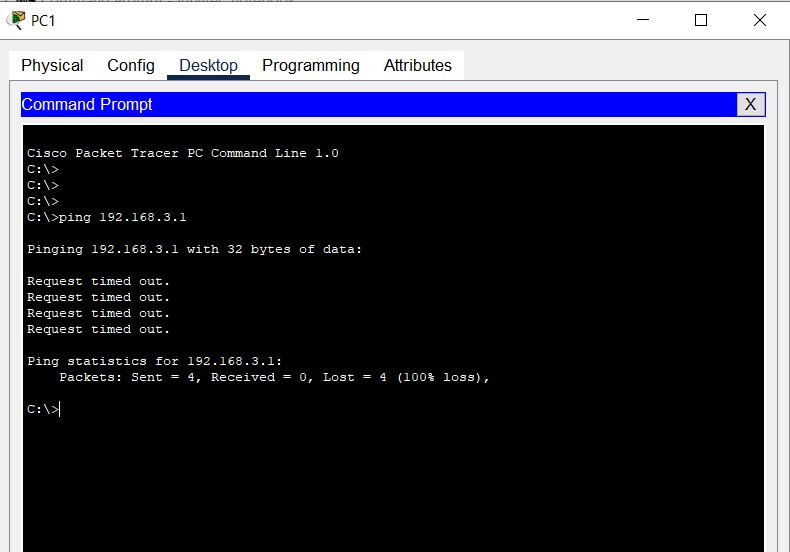 PC1
Physical Config Desktop Programming Attributes
Command Prompt X
Cisco Packet Tracer PC Command Line 1.0
C:\>
C:\>
C:\>
C:\>ping 192.168.3.1
Pinging 192.168.3.1 with 32 bytes of data:
Request timed out.
Request timed out.
Request timed out.
Request timed out.
Ping statistics for 192.168.3.1:
Packets: Sent = 4, Received = 0, Lost = 4 (100% loss),
C:\>